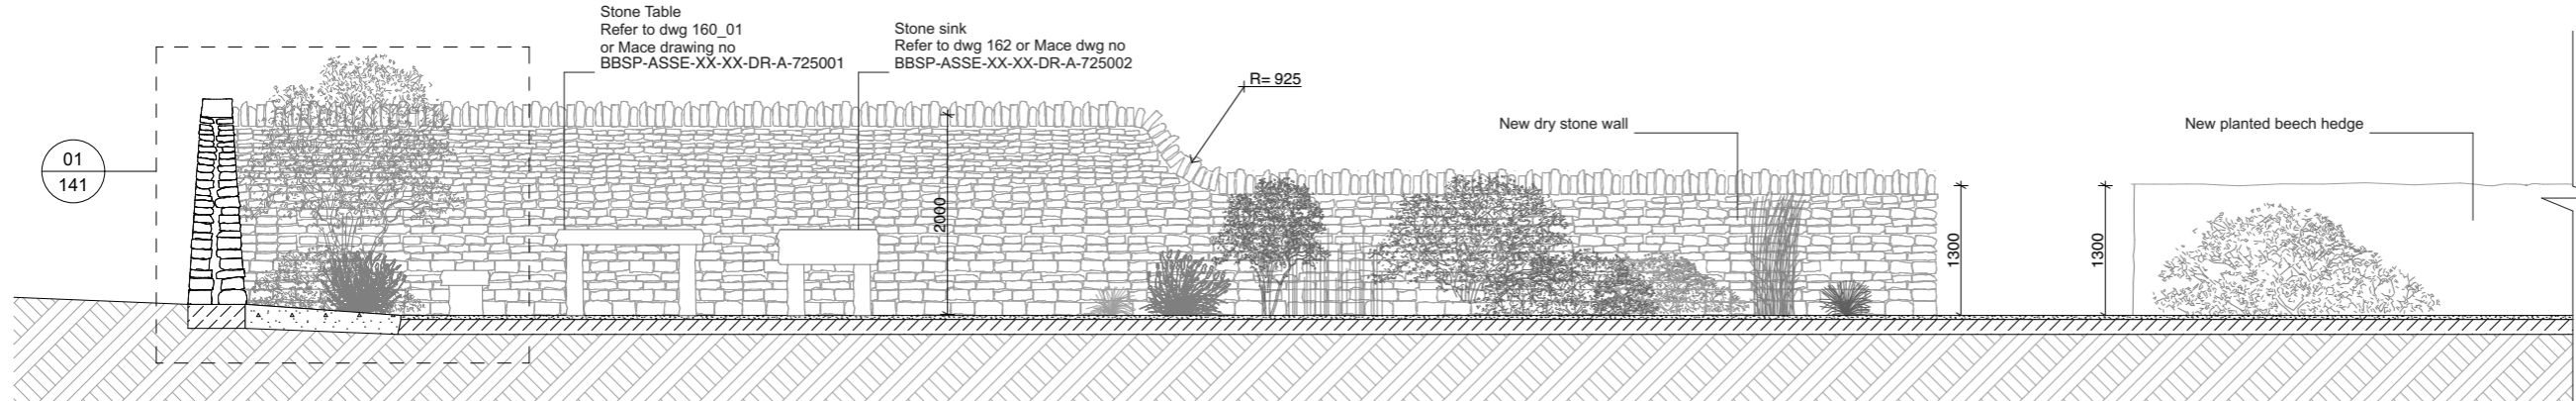 Stone Table
Refer to dwg 160_01
or Mace drawing no
BBSP-ASSE-XX-XX-DR-A-725001
Stone sink
Refer to dwg 162 or Mace dwg no
BBSP-ASSE-XX-XX-DR-A-725002
R= 925
New dry stone wall
New planted beech hedge
01
141
2000
1300
1300